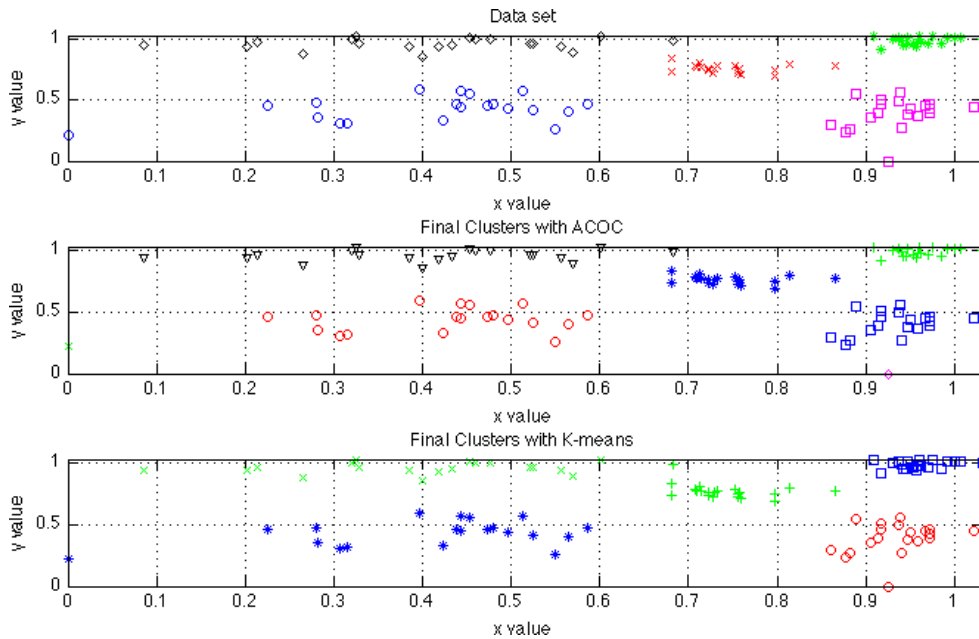 Data set
1
0.5
0
y value
0 0.1 0.2 0.3 0.4 0.5 0.6 0.7 0.8 0.9 1
x value
Final Clusters with ACOC
1
0.5
0
y value
0 0.1 0.2 0.3 0.4 0.5 0.6 0.7 0.8 0.9 1
x value
Final Clusters with K-means
1
0.5
0
y value
0 0.1 0.2 0.3 0.4 0.5 0.6 0.7 0.8 0.9 1
x value